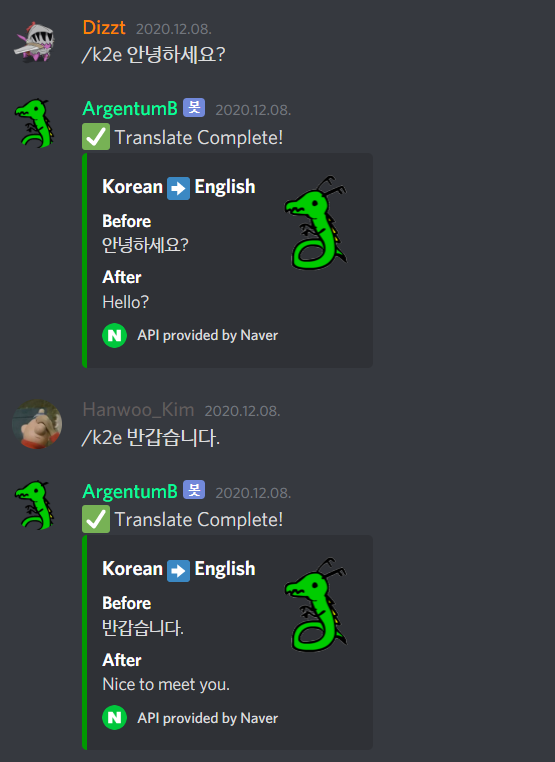 Dizzt 2020.12.08.
/k2e 안녕하세요?
ArgentumB 봇 2020.12.08.
✅ Translate Complete!
Korean ➡ English
Before
안녕하세요?
After
Hello?
N API provided by Naver
Hanwoo_Kim 2020.12.08.
/k2e 반갑습니다.
ArgentumB 봇 2020.12.08.
✅ Translate Complete!
Korean ➡ English
Before
반갑습니다.
After
Nice to meet you.
N API provided by Naver